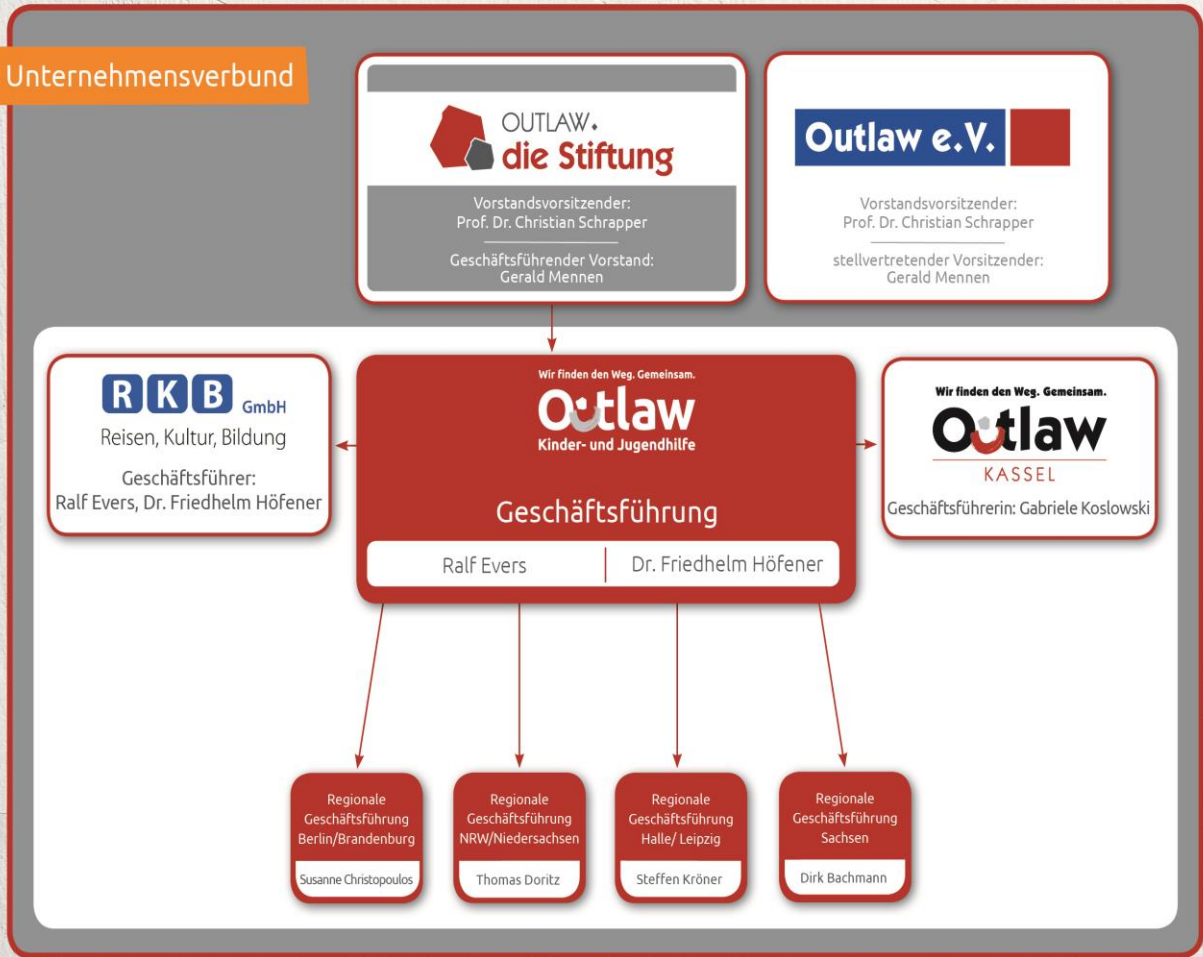 Unternehmensverbund
OUTLAW.
die Stiftung
Vorstandsvorsitzender:
Prof. Dr. Christian Schrapper
Geschäftsführender Vorstand:
Gerald Mennen
Outlaw e.V.
Vorstandsvorsitzender:
Prof. Dr. Christian Schrapper
stellvertretender Vorsitzender:
Gerald Mennen
RKB GmbH
Reisen, Kultur, Bildung
Geschäftsführer:
Ralf Evers, Dr. Friedhelm Höfener
Wir finden den Weg. Gemeinsam.
Outlaw
Kinder- und Jugendhilfe
Geschäftsführung
Ralf Evers
Dr. Friedhelm Höfener
Wir finden den Weg. Gemeinsam.
Outlaw
KASSEL
Geschäftsführerin: Gabriele Koslowski
Regionale
Geschäftsführung
Berlin/Brandenburg
Susanne Christopoulos
Regionale
Geschäftsführung
NRW/Niedersachsen
Thomas Doritz
Regionale
Geschäftsführung
Halle/ Leipzig
Steffen Kröner
Regionale
Geschäftsführung
Sachsen
Dirk Bachmann